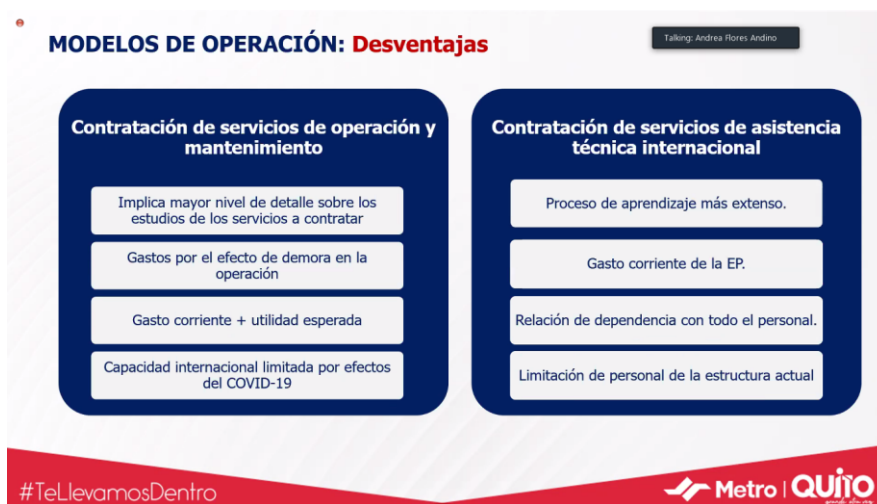 MODELOS DE OPERACIÓN: Desventajas
Talking: Andrea Flores Andino
Contratación de servicios de operación y
mantenimiento
Implica mayor nivel de detalle sobre los
estudios de los servicios a contratar
Gastos por el efecto de demora en la
operación
Gasto corriente + utilidad esperada
Capacidad internacional limitada por efectos
del COVID-19
Contratación de servicios de asistencia
técnica internacional
Proceso de aprendizaje más extenso.
Gasto corriente de la EP.
Relación de dependencia con todo el personal.
Limitación de personal de la estructura actual
#TeLlevamosDentro
Metro | QUITO